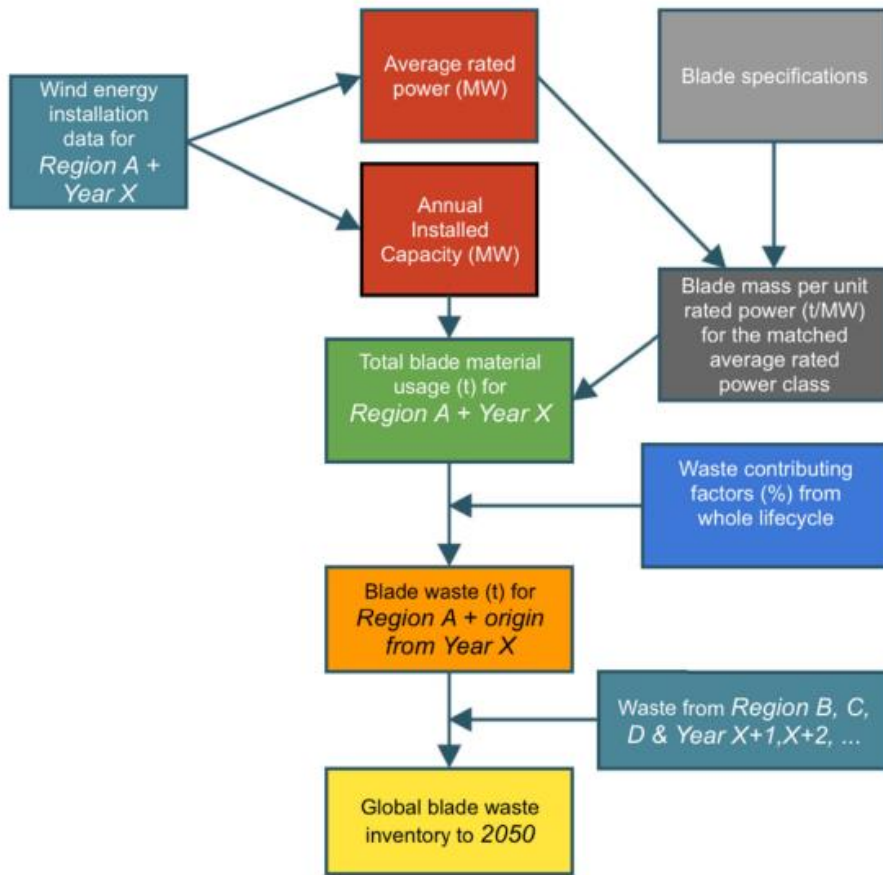 Average rated
power (MW)
Blade specifications
Wind energy
installation
data for
Region A +
Year X
Annual
Installed
Capacity (MW)
Blade mass per unit
rated power (t/MW)
for the matched
average rated
power class
Total blade material
usage (t) for
Region A + Year X
Waste contributing
factors (%) from
whole lifecycle
Blade waste (t) for
Region A + origin
from Year X
Waste from Region B, C,
D & Year X+1,X+2, ...
Global blade waste
inventory to 2050